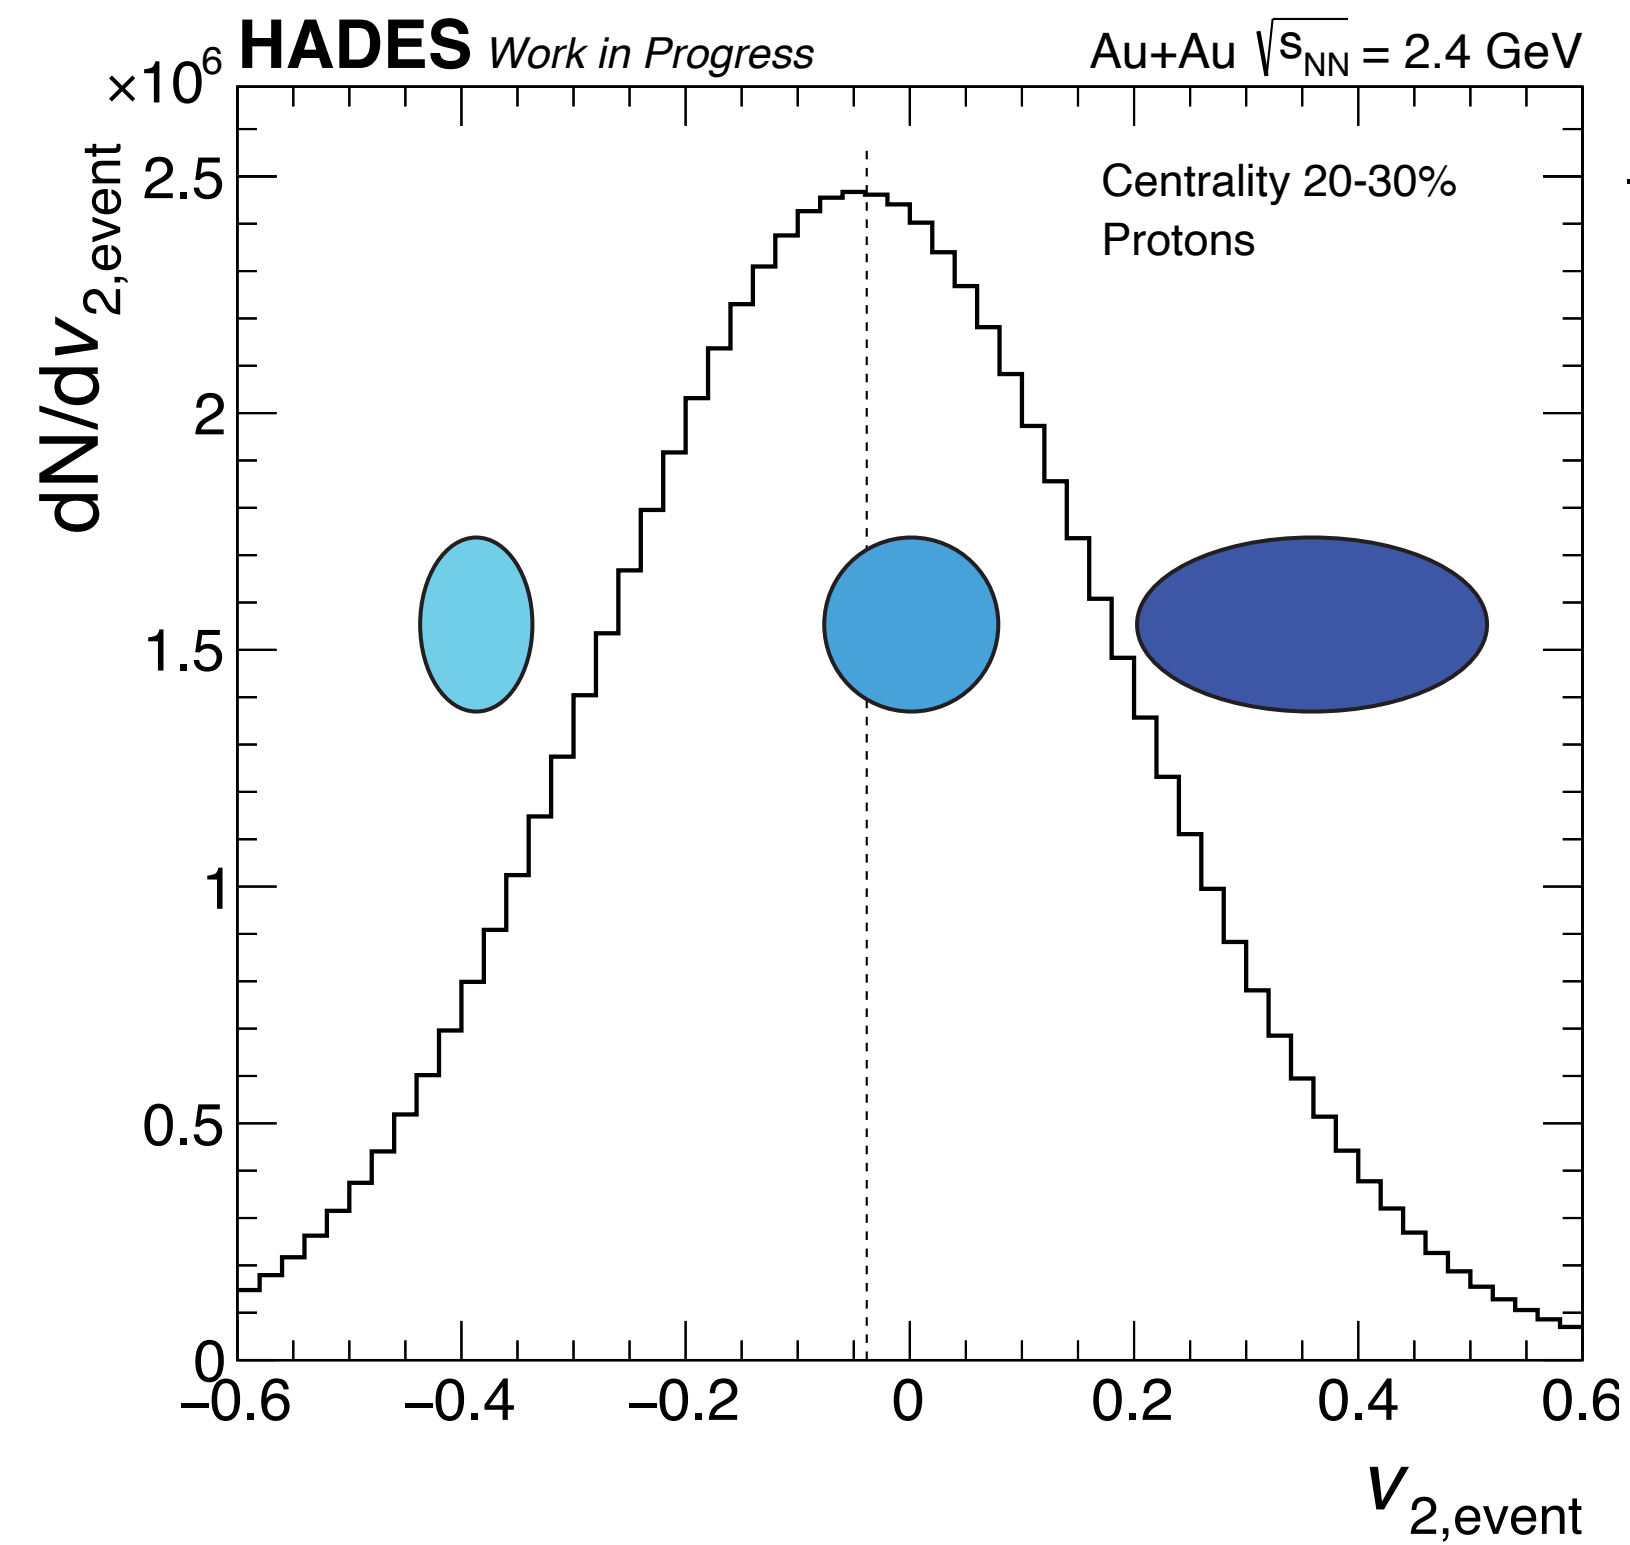 HADES Work in Progress
Au+Au √sNN = 2.4 GeV
×10^6
dN/dv2,event
Centrality 20-30%
Protons
2.5
2
1.5
1
0.5
0
−0.6 −0.4 −0.2 0 0.2 0.4 0.6
v2,event